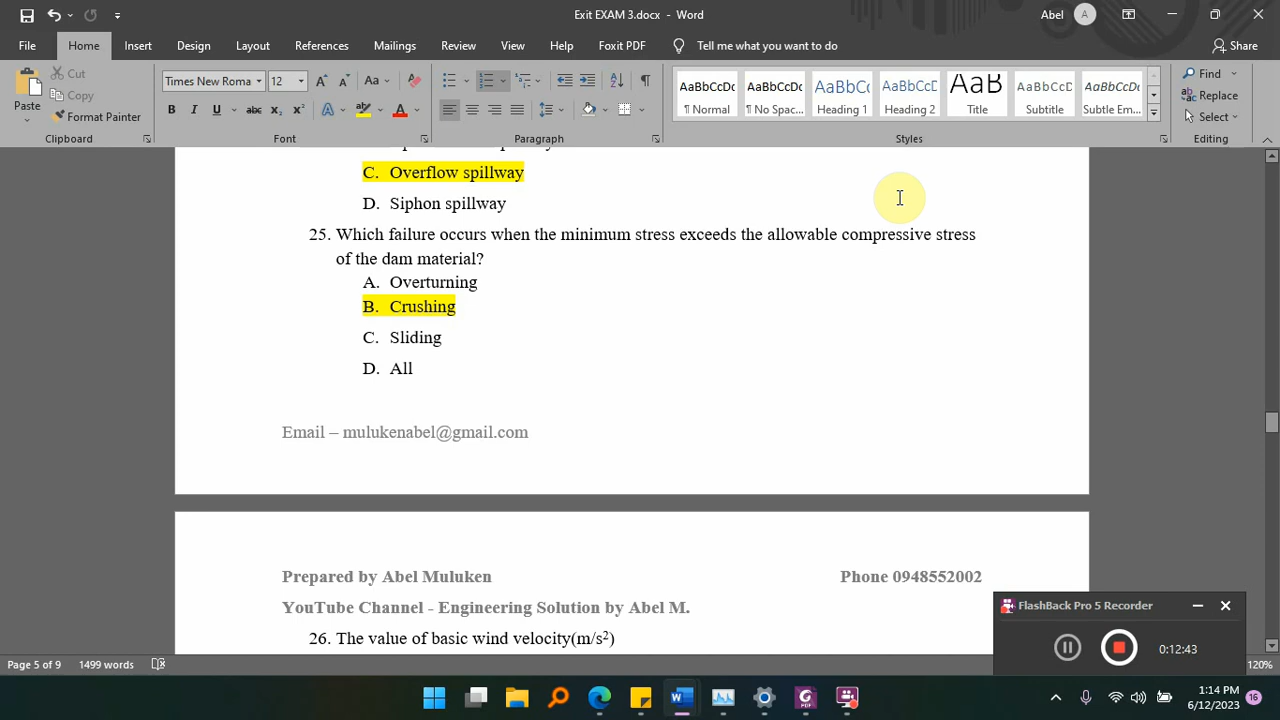 Exit EXAM 3.docx - Word
Abel
A
File
Home
Insert
Design
Layout
References
Mailings
Review
View
Help
Foxit PDF
Tell me what you want to do
Share
Paste
Cut
Copy
Format Painter
Clipboard
Times New Roma
12
Font
Paragraph
AaBbCcDc
¶ Normal
AaBbCcDc
¶ No Spac...
AaBbCc
Heading 1
AaBbCcD
Heading 2
AaB
Title
AaBbCcD
Subtitle
AaBbCcDc
Subtle Em...
Styles
Find
Replace
Select
Editing
C. Overflow spillway
D. Siphon spillway
25. Which failure occurs when the minimum stress exceeds the allowable compressive stress
of the dam material?
A. Overturning
B. Crushing
C. Sliding
D. All
Email – mulukenabel@gmail.com
Prepared by Abel Muluken
Phone 0948552002
YouTube Channel - Engineering Solution by Abel M.
26. The value of basic wind velocity(m/s²)
FlashBack Pro 5 Recorder
0:12:43
Page 5 of 9
1499 words
120%
1:14 PM
6/12/2023
16